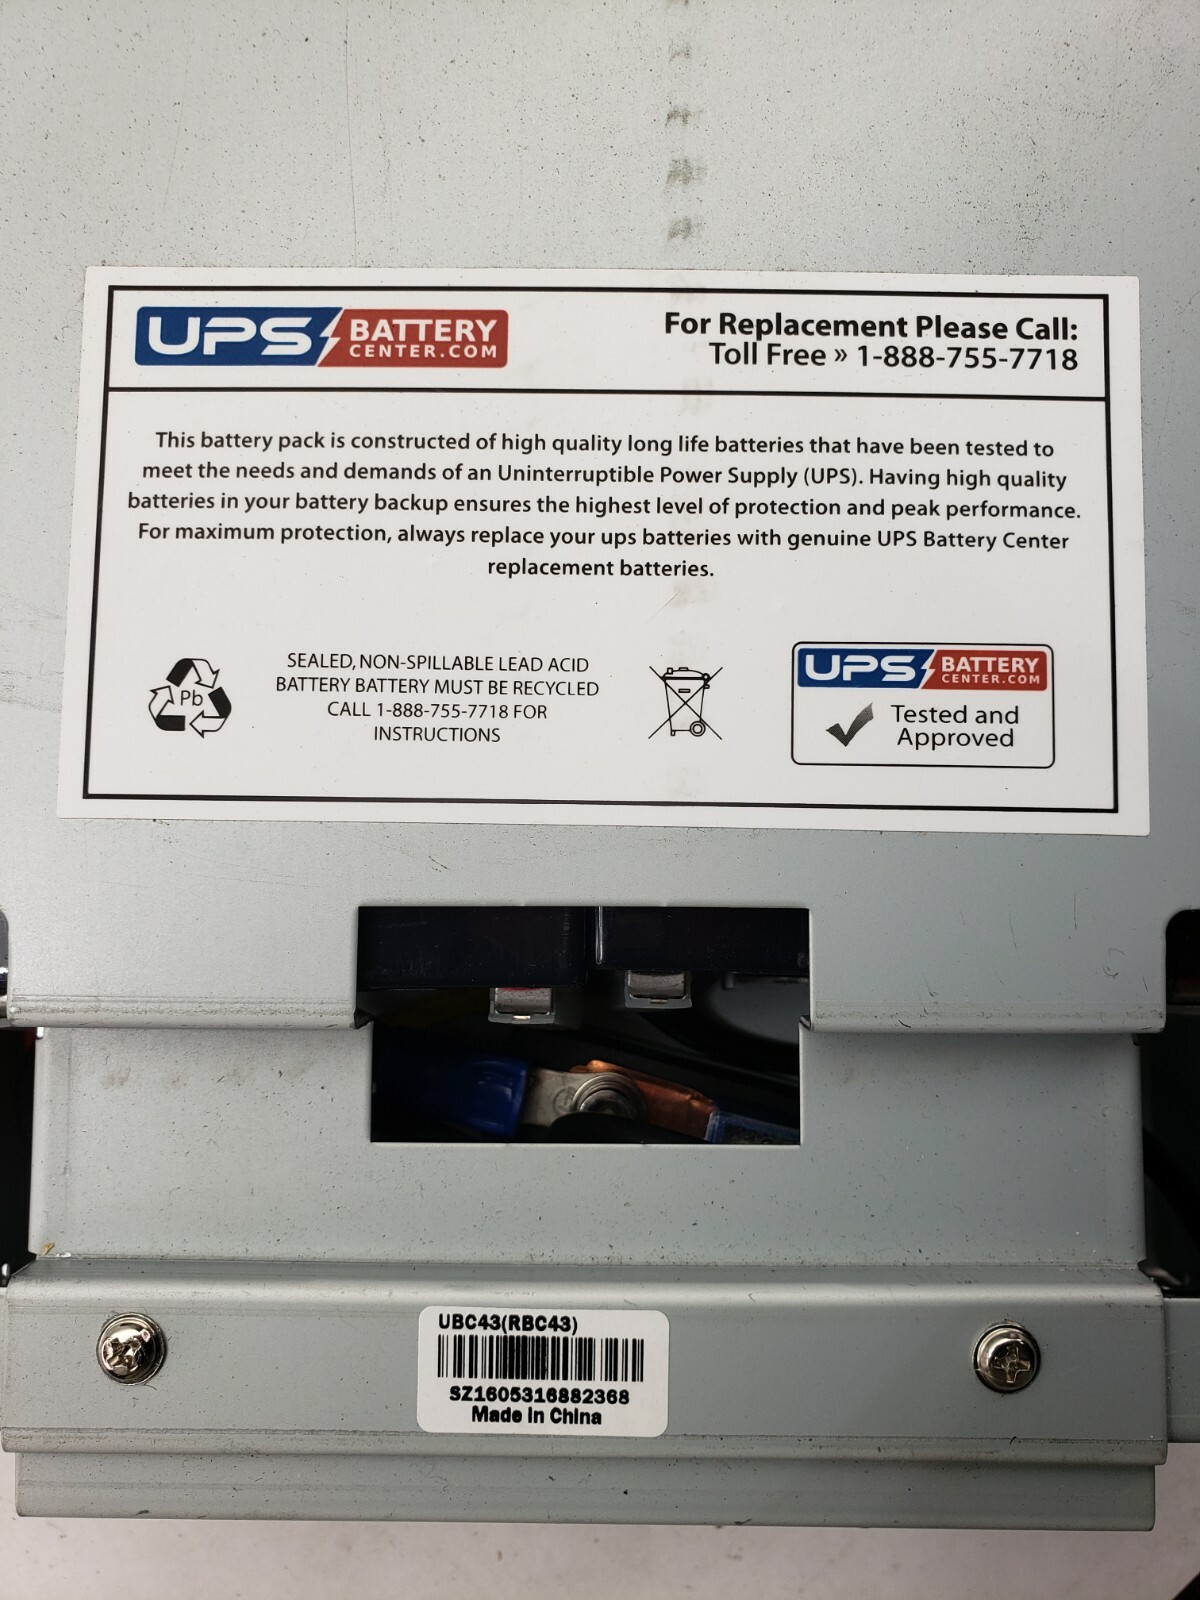 UPS BATTERY CENTER.COM
For Replacement Please Call:
Toll Free » 1-888-755-7718
This battery pack is constructed of high quality long life batteries that have been tested to
meet the needs and demands of an Uninterruptible Power Supply (UPS). Having high quality
batteries in your battery backup ensures the highest level of protection and peak performance.
For maximum protection, always replace your ups batteries with genuine UPS Battery Center
replacement batteries.
Pb
SEALED, NON-SPILLABLE LEAD ACID
BATTERY BATTERY MUST BE RECYCLED
CALL 1-888-755-7718 FOR
INSTRUCTIONS
UPS BATTERY CENTER.COM
Tested and
Approved
UBC43(RBC43)
SZ1605316882368
Made in China